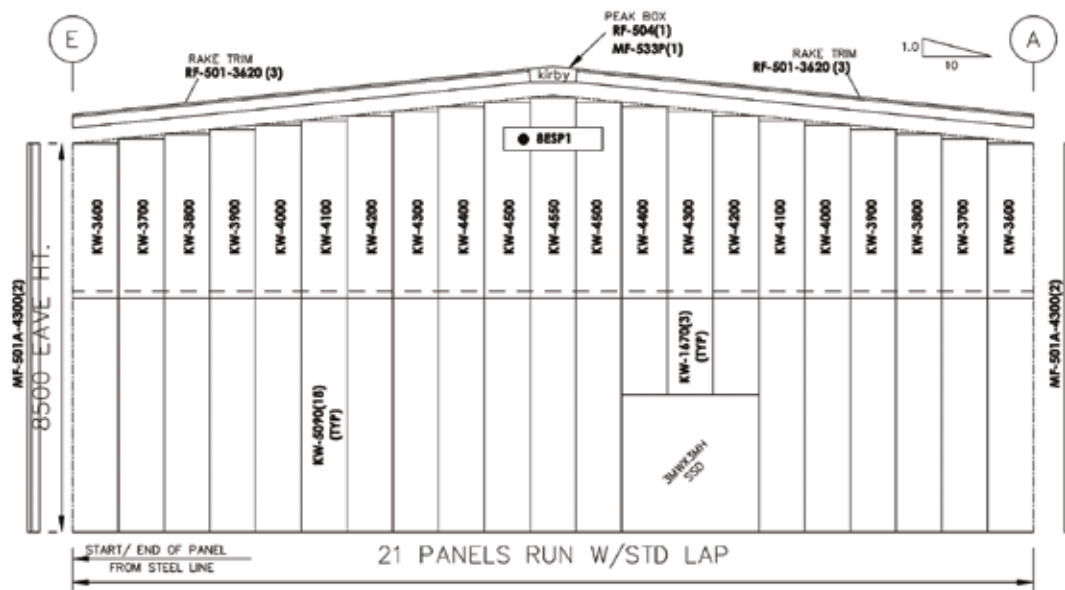 E
PEAK BOX
RF-504(1)
MF-533P(1)
A
RAKE TRIM
RF-501-3620 (3)
RAKE TRIM
RF-501-3620 (3)
1.0
10
kirby
8ESP1
KW-3600
KW-3700
KW-3800
KW-3900
KW-4000
KW-4100
KW-4200
KW-4300
KW-4400
KW-4500
KW-4550
KW-4500
KW-4400
KW-4300
KW-4200
KW-4100
KW-4000
KW-3900
KW-3800
KW-3700
KW-3600
MF-501A-4300(2)
8500 EAVE HT.
KW-5090(18)
(TYP)
KW-1670(3)
(TYP)
3MWX3MH
SSD
MF-501A-4300(2)
START/ END OF PANEL
FROM STEEL LINE
21 PANELS RUN W/STD LAP